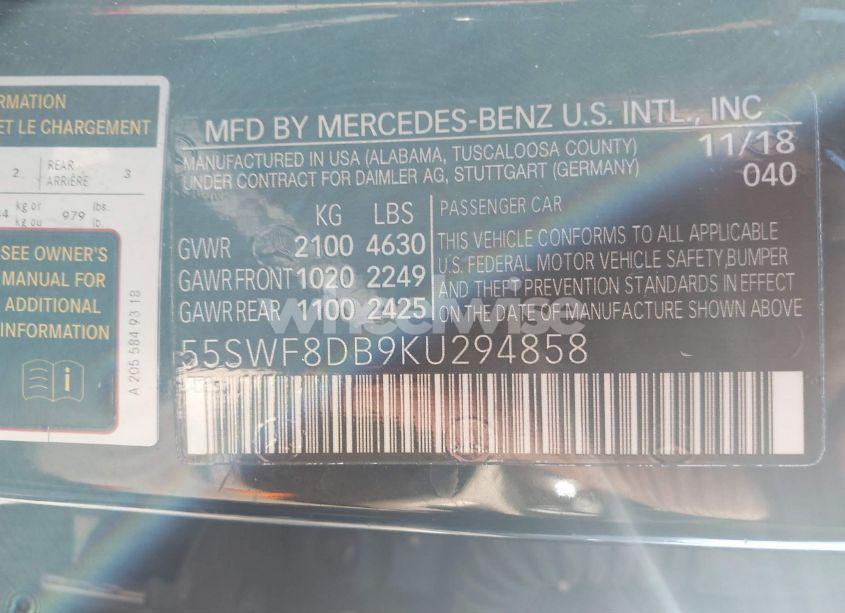 RMATION
ET LE CHARGEMENT
2 REAR ARRIÈRE 3
kg or kg ou 979 lbs. lb
SEE OWNER'S
MANUAL FOR
ADDITIONAL
INFORMATION
A 205 584 93 18
MFD BY MERCEDES-BENZ U.S. INTL., INC
MANUFACTURED IN USA (ALABAMA, TUSCALOOSA COUNTY) 11/18
UNDER CONTRACT FOR DAIMLER AG, STUTTGART (GERMANY) 040
KG LBS
GVWR 2100 4630
GAWR FRONT 1020 2249
GAWR REAR 1100 2425
PASSENGER CAR
THIS VEHICLE CONFORMS TO ALL APPLICABLE
U.S. FEDERAL MOTOR VEHICLE SAFETY, BUMPER
AND THEFT PREVENTION STANDARDS IN EFFECT
ON THE DATE OF MANUFACTURE SHOWN ABOVE
wheelwise
55SWF8DB9KU294858